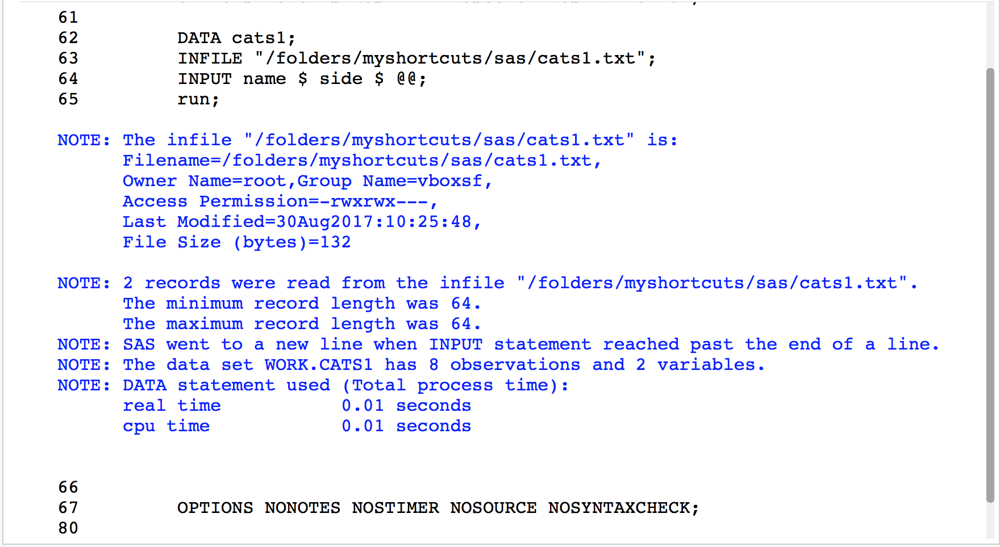 61
62 DATA cats1;
63 INFILE "/folders/myshortcuts/sas/cats1.txt";
64 INPUT name $ side $ @@;
65 run;
NOTE: The infile "/folders/myshortcuts/sas/cats1.txt" is:
Filename=/folders/myshortcuts/sas/cats1.txt,
Owner Name=root,Group Name=vboxsf,
Access Permission=-rwxrwx---,
Last Modified=30Aug2017:10:25:48,
File Size (bytes)=132
NOTE: 2 records were read from the infile "/folders/myshortcuts/sas/cats1.txt".
The minimum record length was 64.
The maximum record length was 64.
NOTE: SAS went to a new line when INPUT statement reached past the end of a line.
NOTE: The data set WORK.CATS1 has 8 observations and 2 variables.
NOTE: DATA statement used (Total process time):
real time 0.01 seconds
cpu time 0.01 seconds
66
67 OPTIONS NONOTES NOSTIMER NOSOURCE NOSYNTAXCHECK;
80